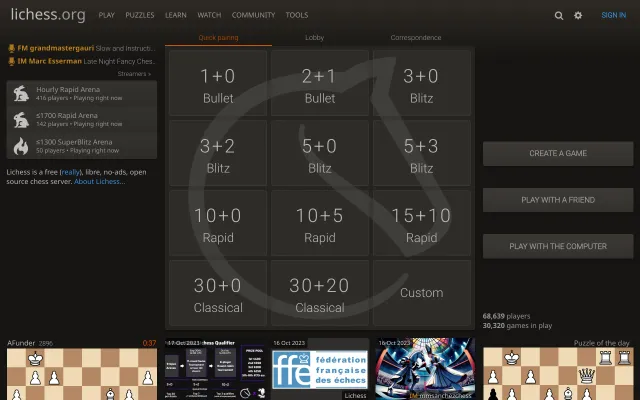 lichess.org PLAY PUZZLES LEARN WATCH COMMUNITY TOOLS SIGN IN
FM grandmastergauri Slow and Instructi...
IM Marc Esserman Late Night Fancy Ches...
Streamers »
Hourly Rapid Arena
416 players • Playing right now
≤1700 Rapid Arena
142 players • Playing right now
≤1300 SuperBlitz Arena
50 players • Playing right now
Lichess is a free (really), libre, no-ads, open
source chess server. About Lichess...
Quick pairing Lobby Correspondence
1+0
Bullet
2+1
Bullet
3+0
Blitz
3+2
Blitz
5+0
Blitz
5+3
Blitz
10+0
Rapid
10+5
Rapid
15+10
Rapid
30+0
Classical
30+20
Classical
Custom
CREATE A GAME
PLAY WITH A FRIEND
PLAY WITH THE COMPUTER
68,639 players
30,320 games in play
AFunder 2896 0:37
17 Oct 2023
Qualifier
16 Oct 2023
ffe fédération
française
des échecs
Lichess
16 Oct 2023
Puzzle of the day